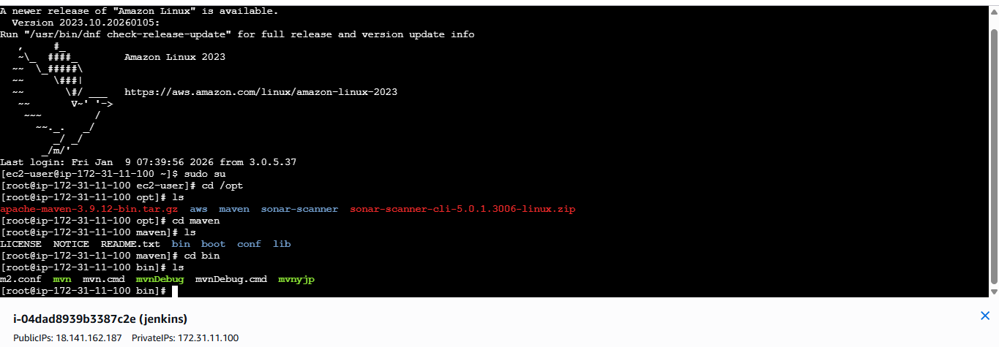 A newer release of "Amazon Linux" is available.
  Version 2023.10.20260105:
Run "/usr/bin/dnf check-release-update" for full release and version update info
   ,     #_
   ~\_  ####_        Amazon Linux 2023
  ~~  \_#####\
  ~~     \###|
  ~~       \#/ ___   https://aws.amazon.com/linux/amazon-linux-2023
   ~~       V~' '->
    ~~~         /
      ~~._.   _/
         _/ _/
       _/m/'
Last login: Fri Jan  9 07:39:56 2026 from 3.0.5.37
[ec2-user@ip-172-31-11-100 ~]$ sudo su
[root@ip-172-31-11-100 ec2-user]# cd /opt
[root@ip-172-31-11-100 opt]# ls
apache-maven-3.9.12-bin.tar.gz  aws  maven  sonar-scanner  sonar-scanner-cli-5.0.1.3006-linux.zip
[root@ip-172-31-11-100 opt]# cd maven
[root@ip-172-31-11-100 maven]# ls
LICENSE  NOTICE  README.txt  bin  boot  conf  lib
[root@ip-172-31-11-100 maven]# cd bin
[root@ip-172-31-11-100 bin]# ls
m2.conf  mvn  mvn.cmd  mvnDebug  mvnDebug.cmd  mvnyjp
[root@ip-172-31-11-100 bin]#
i-04dad8939b3387c2e (jenkins)
PublicIPs: 18.141.162.187    PrivateIPs: 172.31.11.100